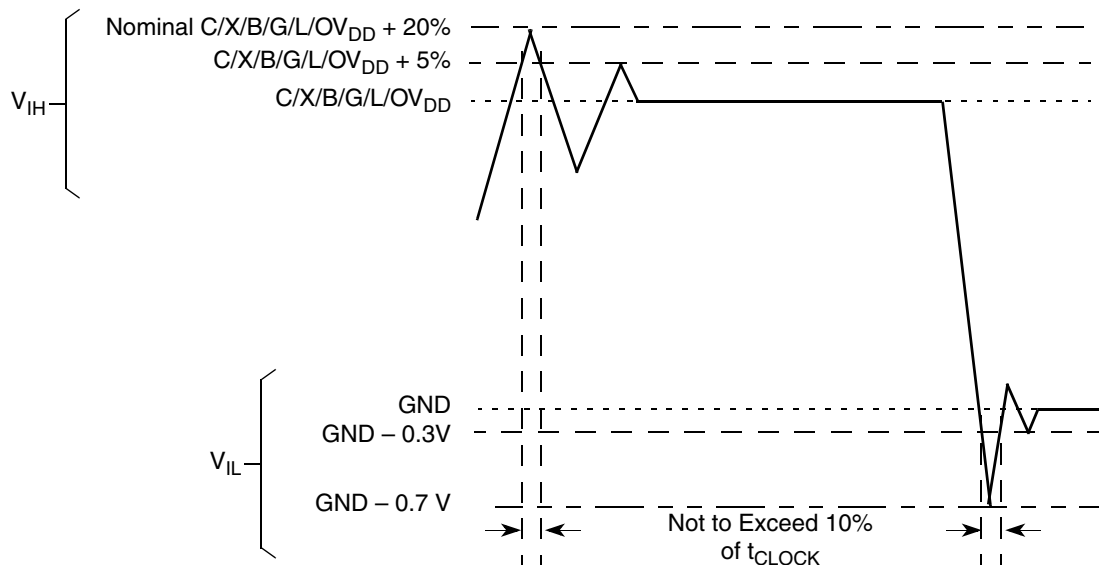 Nominal C/X/B/G/L/OVDD + 20%
C/X/B/G/L/OVDD + 5%
C/X/B/G/L/OVDD
VIH
GND
GND – 0.3V
VIL
GND – 0.7 V
Not to Exceed 10%
of tCLOCK